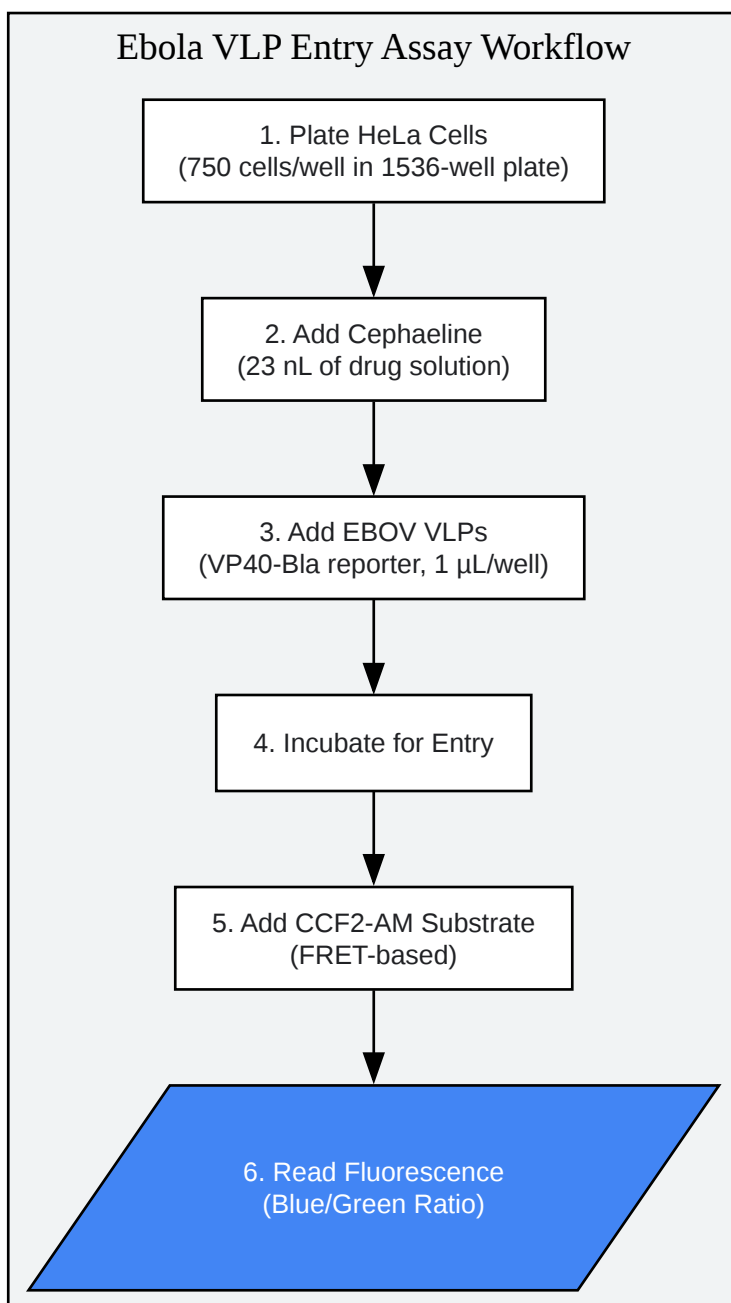 Ebola VLP Entry Assay Workflow
1. Plate HeLa Cells
(750 cells/well in 1536-well plate)
2. Add Cephaeline
(23 nL of drug solution)
3. Add EBOV VLPs
(VP40-Bla reporter, 1 µL/well)
4. Incubate for Entry
5. Add CCF2-AM Substrate
(FRET-based)
6. Read Fluorescence
(Blue/Green Ratio)